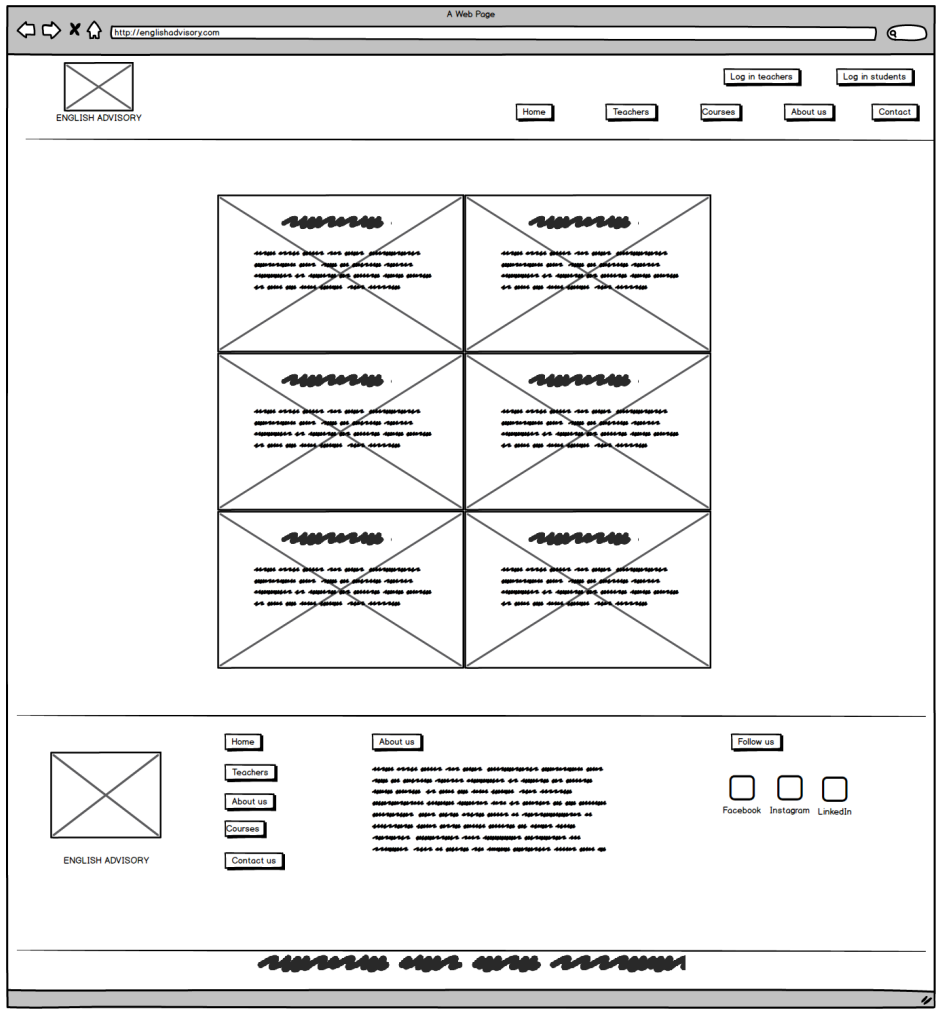 A Web Page
http://englishadvisory.com
Log in teachers
Log in students
ENGLISH ADVISORY
Home
Teachers
Courses
About us
Contact
Home
Teachers
About us
Courses
Contact us
ENGLISH ADVISORY
About us
Follow us
Facebook
Instagram
LinkedIn